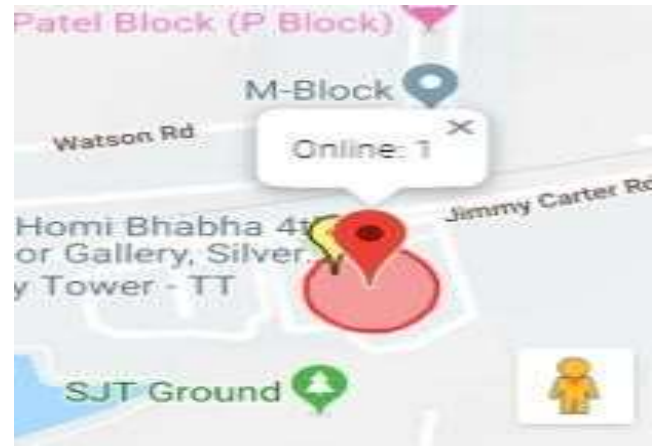 Patel Block (P Block)
M-Block
Watson Rd
Online: 1
Jimmy Carter Rd
Homi Bhabha 4t
or Gallery, Silver.
y Tower - TT
SJT Ground